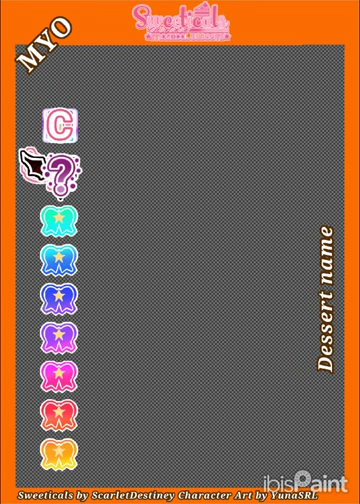 Sweeticals
MYO
C
?
Dessert name
ibisPaint
Sweeticals by ScarletDestiney Character Art by YunaSRL